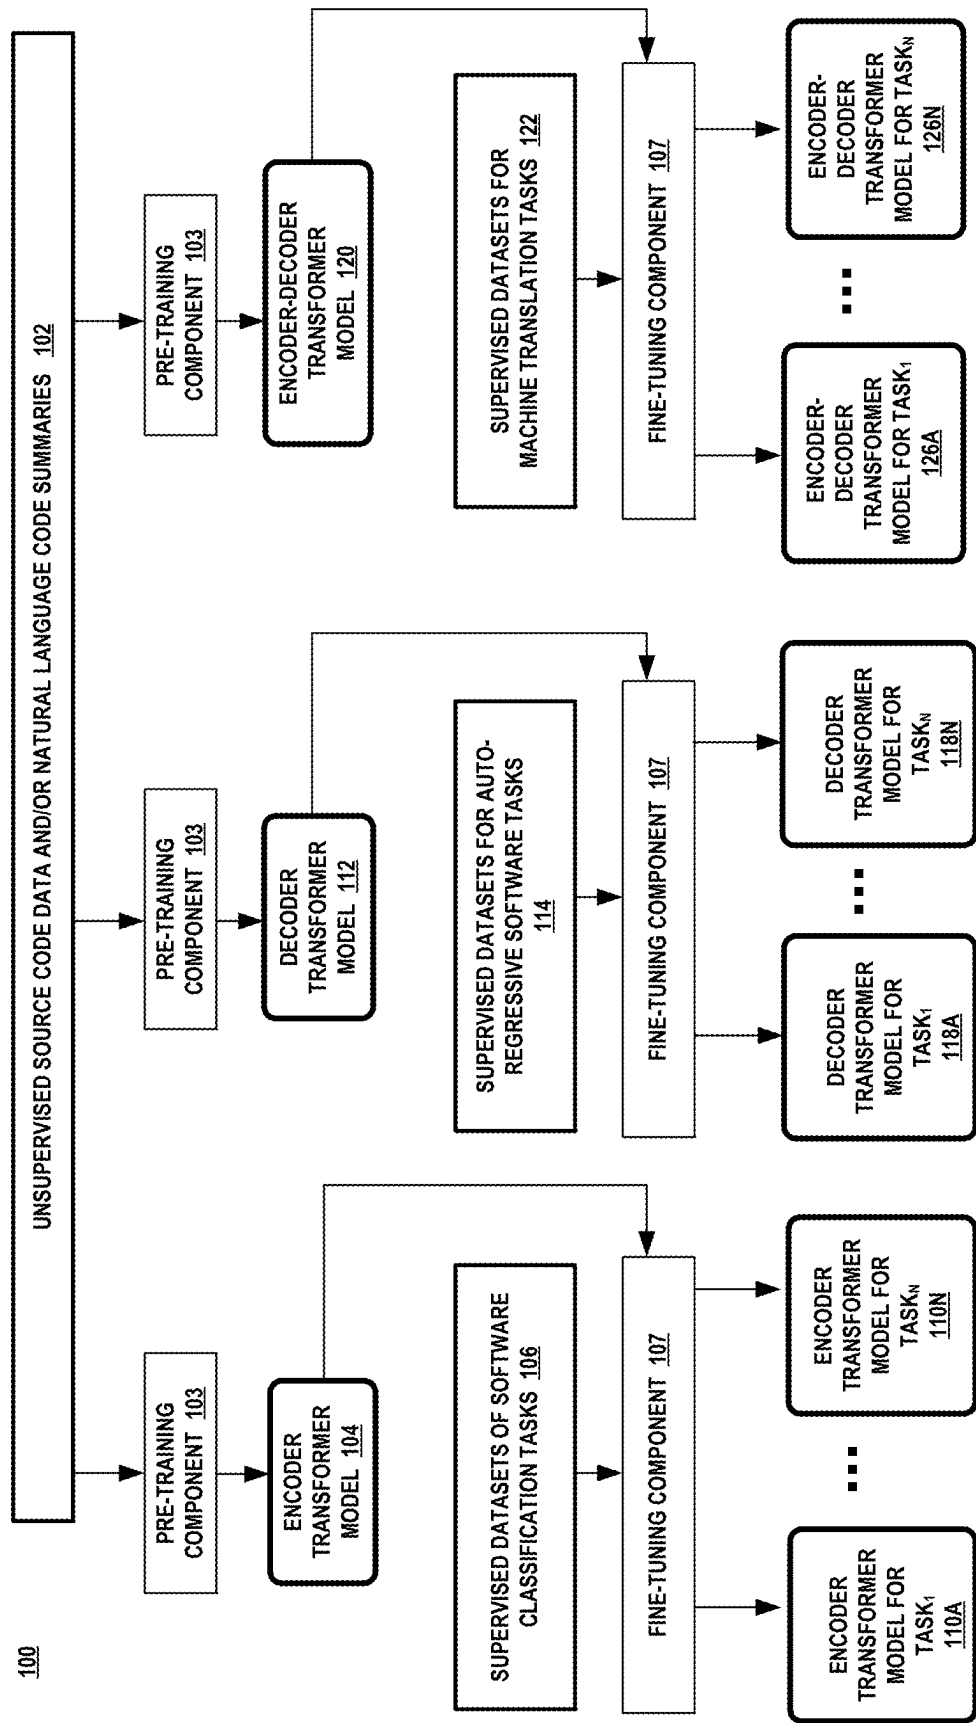 100
UNSUPERVISED SOURCE CODE DATA AND/OR NATURAL LANGUAGE CODE SUMMARIES 102
PRE-TRAINING
COMPONENT 103
ENCODER
TRANSFORMER
MODEL 104
SUPERVISED DATASETS OF SOFTWARE
CLASSIFICATION TASKS 106
FINE-TUNING COMPONENT 107
ENCODER
TRANSFORMER
MODEL FOR
TASK₁
110A
...
ENCODER
TRANSFORMER
MODEL FOR
TASKN
110N
PRE-TRAINING
COMPONENT 103
DECODER
TRANSFORMER
MODEL 112
SUPERVISED DATASETS FOR AUTO-
REGRESSIVE SOFTWARE TASKS
114
FINE-TUNING COMPONENT 107
DECODER
TRANSFORMER
MODEL FOR
TASK₁
118A
...
DECODER
TRANSFORMER
MODEL FOR
TASKN
118N
PRE-TRAINING
COMPONENT 103
ENCODER-DECODER
TRANSFORMER
MODEL 120
SUPERVISED DATASETS FOR
MACHINE TRANSLATION TASKS 122
FINE-TUNING COMPONENT 107
ENCODER-
DECODER
TRANSFORMER
MODEL FOR TASK₁
126A
...
ENCODER-
DECODER
TRANSFORMER
MODEL FOR TASKN
126N